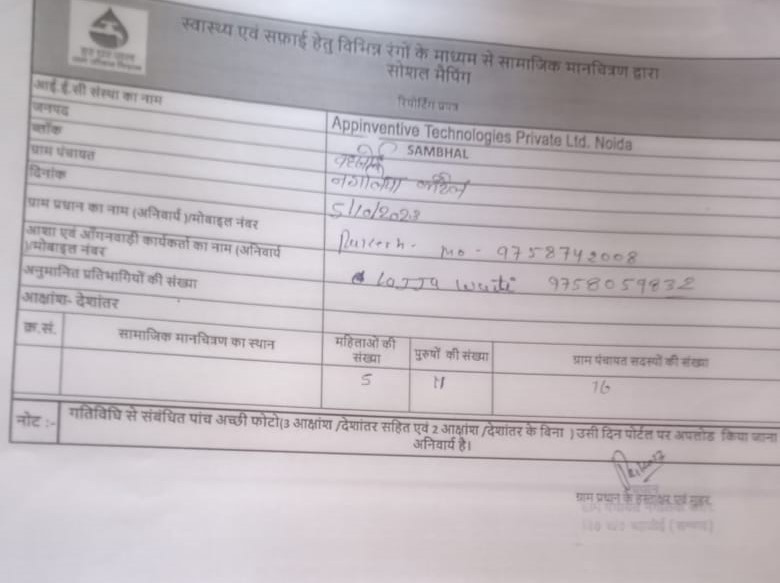 स्वास्थ्य एवं सफाई हेतु विभिन्न रंगो के माध्यम से सामाजिक मानचित्रण द्वारा
सोशल मैपिंग
रिपोर्टिंग प्रपत्र
आई.ई.सी संस्था का नाम
Appinventive Technologies Private Ltd. Noida
जनपद
SAMBHAL
ब्लॉक
ग्राम पंचायत
दिनांक
5/10/2023
ग्राम प्रधान का नाम (अनिवार्य )/मोबाइल नंबर
Mo - 9758742008
आशा एवं आँगनवाड़ी कार्यकर्ता का नाम (अनिवार्य
)/मोबाइल नंबर
9758059832
अनुमानित प्रतिभागियों की संख्या
आक्षांश- देशांतर
क्र.सं.
सामाजिक मानचित्रण का स्थान
महिलाओं की
संख्या
पुरुषों की संख्या
ग्राम पंचायत सदस्यों की संख्या
5
11
16
नोट :-
गतिविधि से संबंधित पांच अच्छी फोटो(3 आक्षांश /देशांतर सहित एवं 2 आक्षांश /देशांतर के बिना ) उसी दिन पोर्टल पर अपलोड किया जाना
अनिवार्य है।
ग्राम प्रधान के हस्ताक्षर एवं मुहर